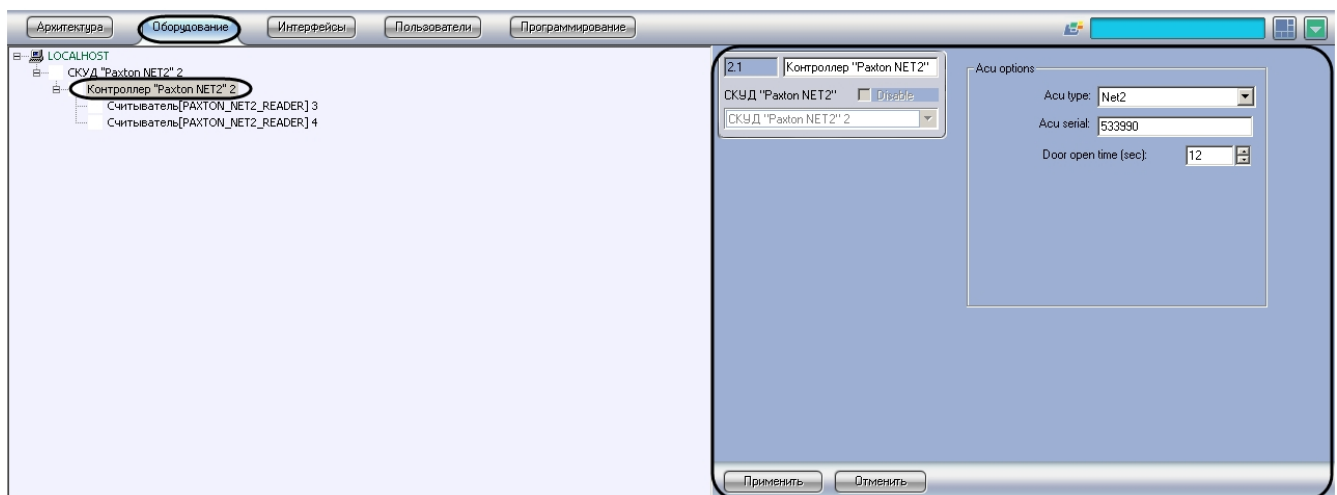 Архитектура Оборудование Интерфейсы Пользователи Программирование
LOCALHOST
СКУД "Paxton NET2" 2
Контроллер "Paxton NET2" 2
Считыватель[PAXTON_NET2_READER] 3
Считыватель[PAXTON_NET2_READER] 4
2.1 Контроллер "Paxton NET2"
СКУД "Paxton NET2" Disable
СКУД "Paxton NET2" 2
Acu options
Acu type: Net2
Acu serial: 533990
Door open time (sec): 12
Применить Отменить